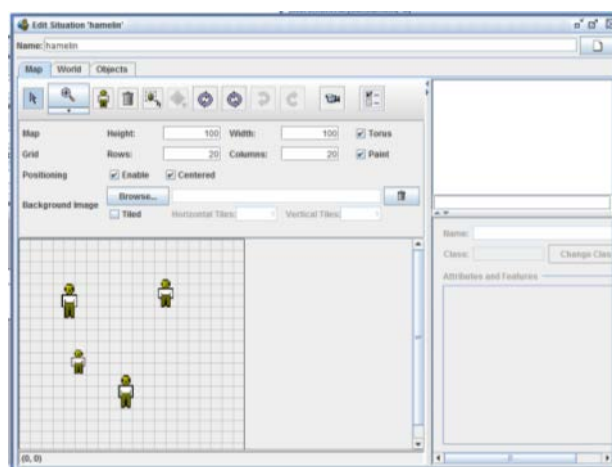 Edit Situation 'hamelin'
Name: hamelin
Map World Objects
Map Height: 100 Width: 100 Torus
Grid Rows: 20 Columns: 20 Paint
Positioning Enable Centered
Background Image Browse...
Tiled Horizontal Tiles: Vertical Tiles:
Name:
Class: Change Clas
Attributes and Features
(0, 0)